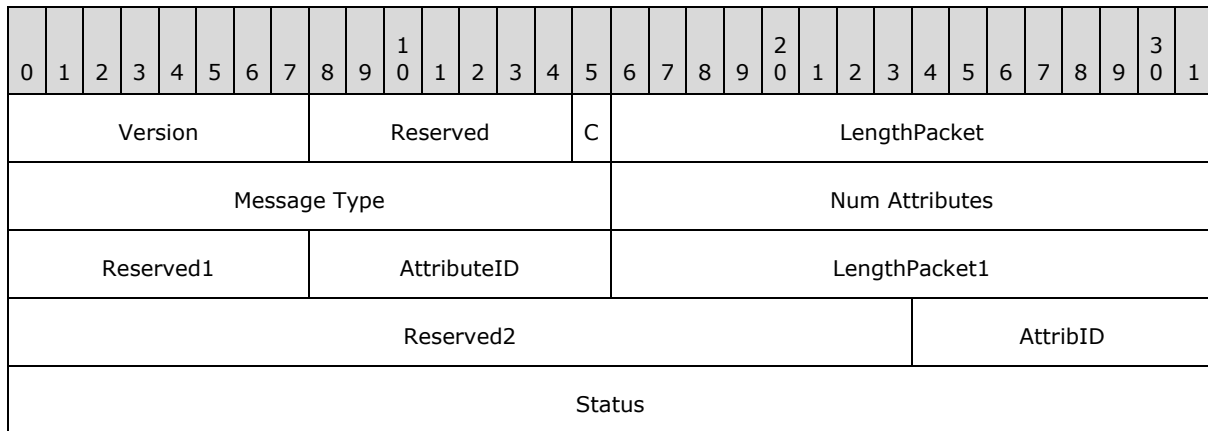 1 2 3
0 1 2 3 4 5 6 7 8 9 0 1 2 3 4 5 6 7 8 9 0 1 2 3 4 5 6 7 8 9 0 1
Version Reserved C LengthPacket
Message Type Num Attributes
Reserved1 AttributeID LengthPacket1
Reserved2 AttribID
Status